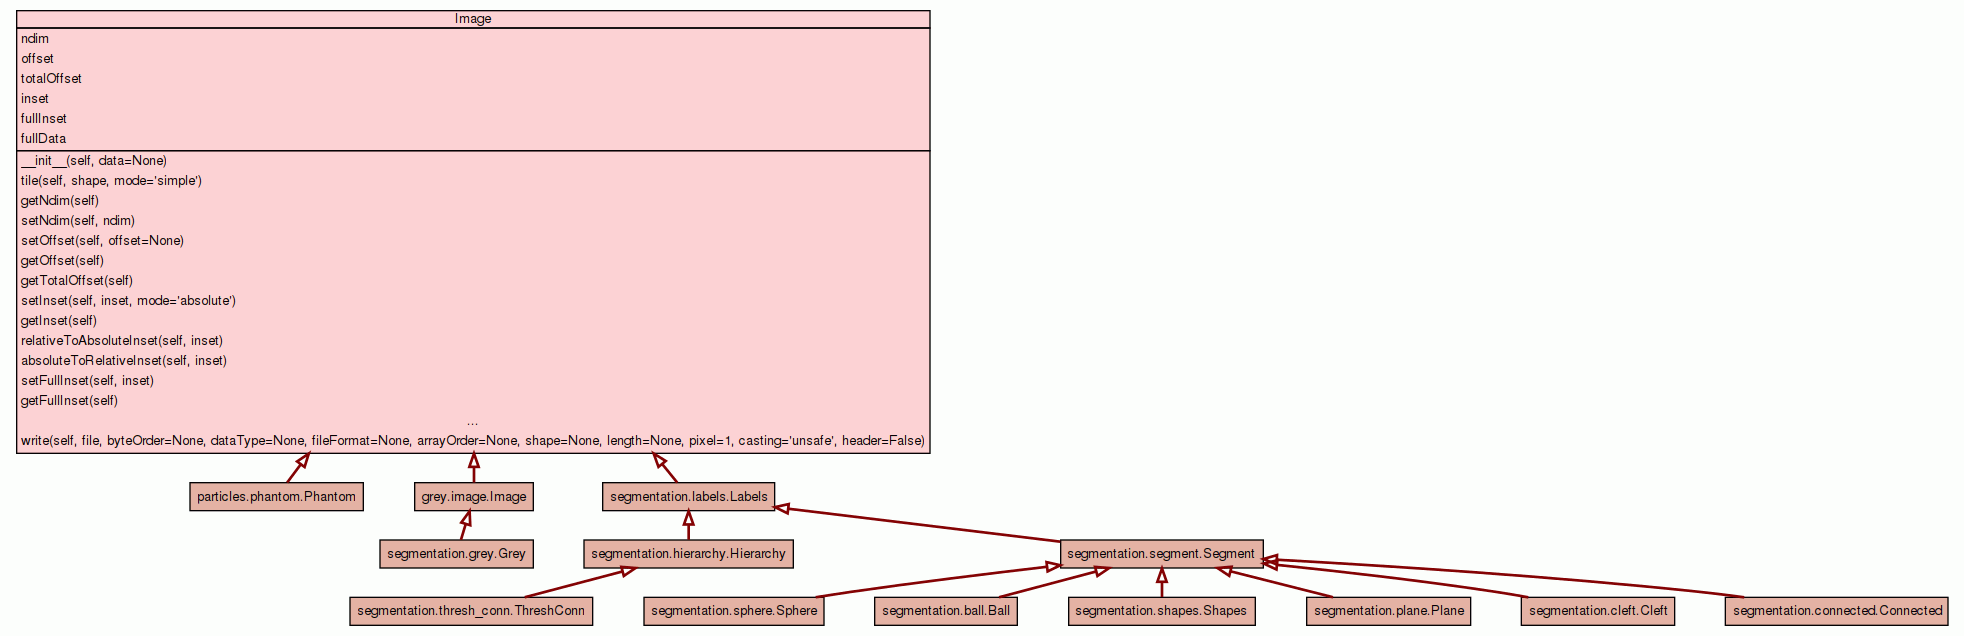 Image
ndim
offset
totalOffset
inset
fullInset
fullData
__init__(self, data=None)
tile(self, shape, mode='simple')
getNdim(self)
setNdim(self, ndim)
setOffset(self, offset=None)
getOffset(self)
getTotalOffset(self)
setInset(self, inset, mode='absolute')
getInset(self)
relativeToAbsoluteInset(self, inset)
absoluteToRelativeInset(self, inset)
setFullInset(self, inset)
getFullInset(self)
...
write(self, file, byteOrder=None, dataType=None, fileFormat=None, arrayOrder=None, shape=None, length=None, pixel=1, casting='unsafe', header=False)
particles.phantom.Phantom
grey.image.Image
segmentation.labels.Labels
segmentation.grey.Grey
segmentation.hierarchy.Hierarchy
segmentation.segment.Segment
segmentation.thresh_conn.ThreshConn
segmentation.sphere.Sphere
segmentation.ball.Ball
segmentation.shapes.Shapes
segmentation.plane.Plane
segmentation.cleft.Cleft
segmentation.connected.Connected